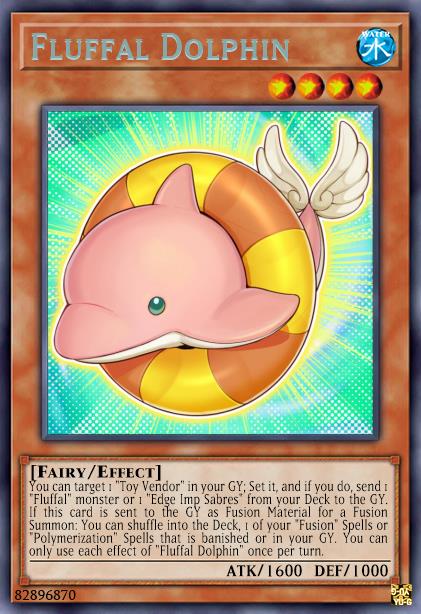 FLUFFAL DOLPHIN
WATER
水
[FAIRY/EFFECT]
You can target 1 "Toy Vendor" in your GY; Set it, and if you do, send 1
"Fluffal" monster or 1 "Edge Imp Sabres" from your Deck to the GY.
If this card is sent to the GY as Fusion Material for a Fusion
Summon: You can shuffle into the Deck, 1 of your "Fusion" Spells or
"Polymerization" Spells that is banished or in your GY. You can
only use each effect of "Fluffal Dolphin" once per turn.
ATK/1600 DEF/1000
82896870